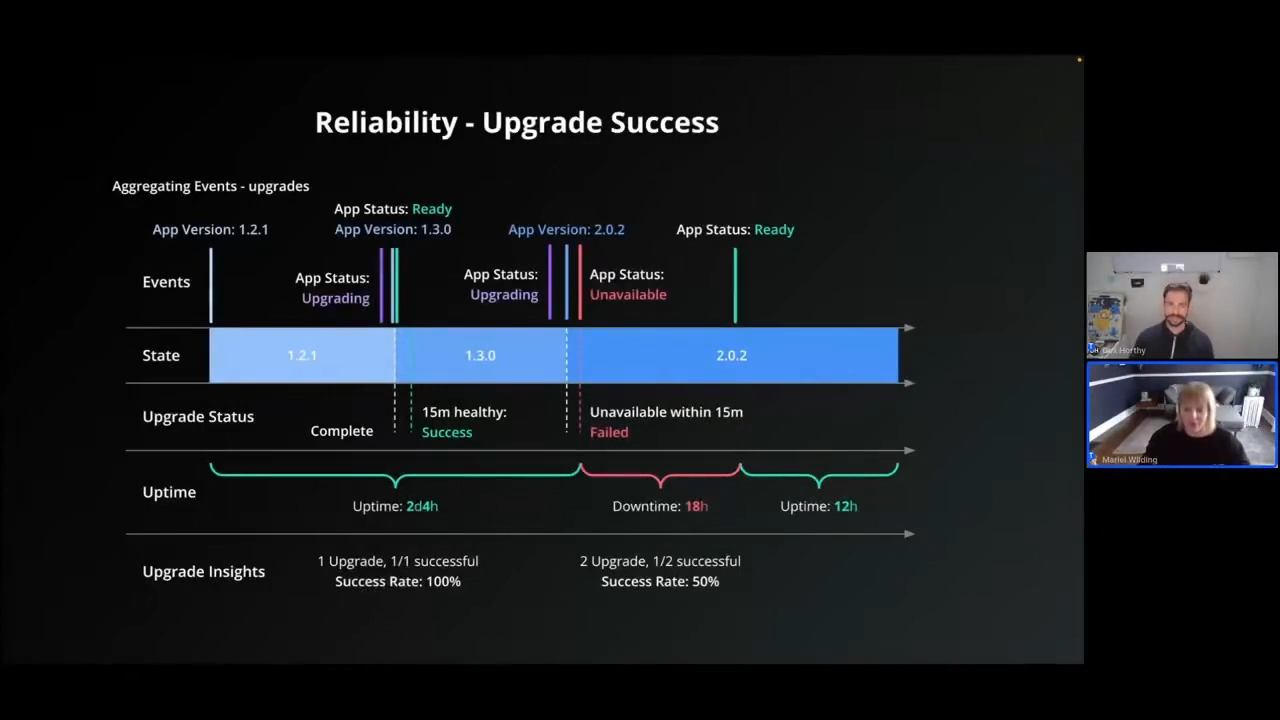 Reliability - Upgrade Success
Aggregating Events - upgrades
App Status: Ready
App Version: 1.2.1
App Version: 1.3.0
App Version: 2.0.2
App Status: Ready
Events
App Status:
Upgrading
App Status:
Upgrading
App Status:
Unavailable
State
1.2.1
1.3.0
2.0.2
Upgrade Status
Complete
15m healthy:
Success
Unavailable within 15m
Failed
Uptime
Uptime: 2d4h
Downtime: 18h
Uptime: 12h
Upgrade Insights
1 Upgrade, 1/1 successful
Success Rate: 100%
2 Upgrade, 1/2 successful
Success Rate: 50%
Horthy
Mariel Wilding